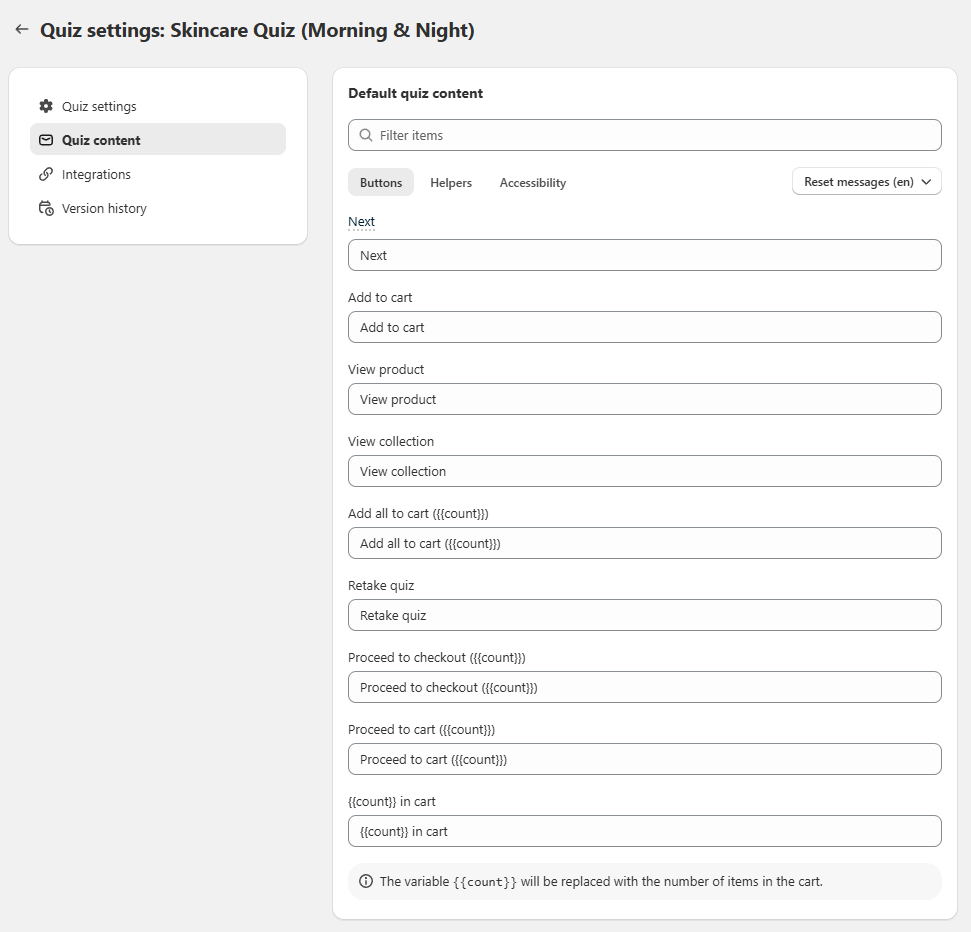 Quiz settings: Skincare Quiz (Morning & Night)
Quiz settings
Quiz content
Integrations
Version history
Default quiz content
Filter items
Buttons Helpers Accessibility Reset messages (en)
Next
Next
Add to cart
Add to cart
View product
View product
View collection
View collection
Add all to cart ({{count}})
Add all to cart ({{count}})
Retake quiz
Retake quiz
Proceed to checkout ({{count}})
Proceed to checkout ({{count}})
Proceed to cart ({{count}})
Proceed to cart ({{count}})
{{count}} in cart
{{count}} in cart
The variable {{count}} will be replaced with the number of items in the cart.